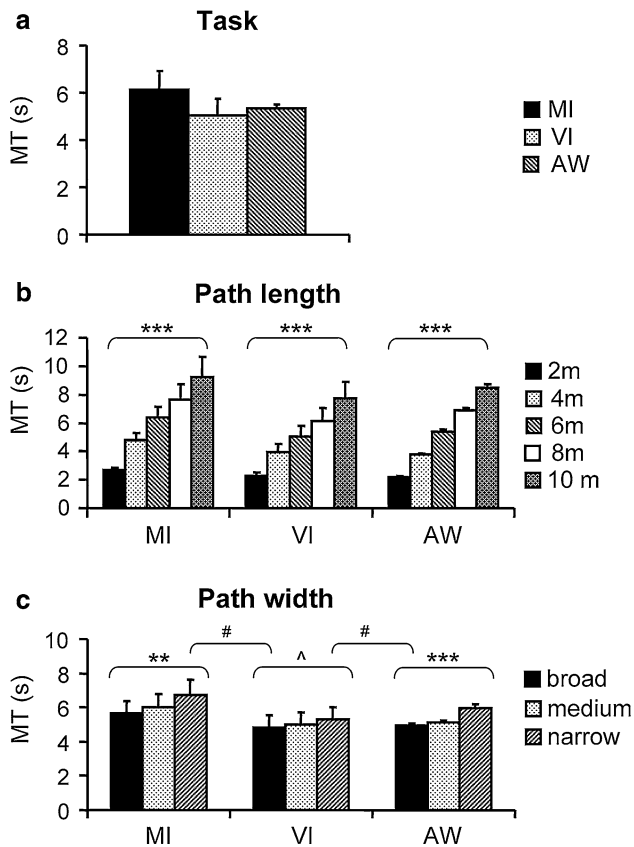 a
Task
8
6
4
2
0
MT (s)
MI
VI
AW
b
Path length
12
10
8
6
4
2
0
MT (s)
*** *** ***
MI VI AW
2m
4m
6m
8m
10 m
c
Path width
10
8
6
4
2
0
MT (s)
# #
** ^ ***
MI VI AW
broad
medium
narrow